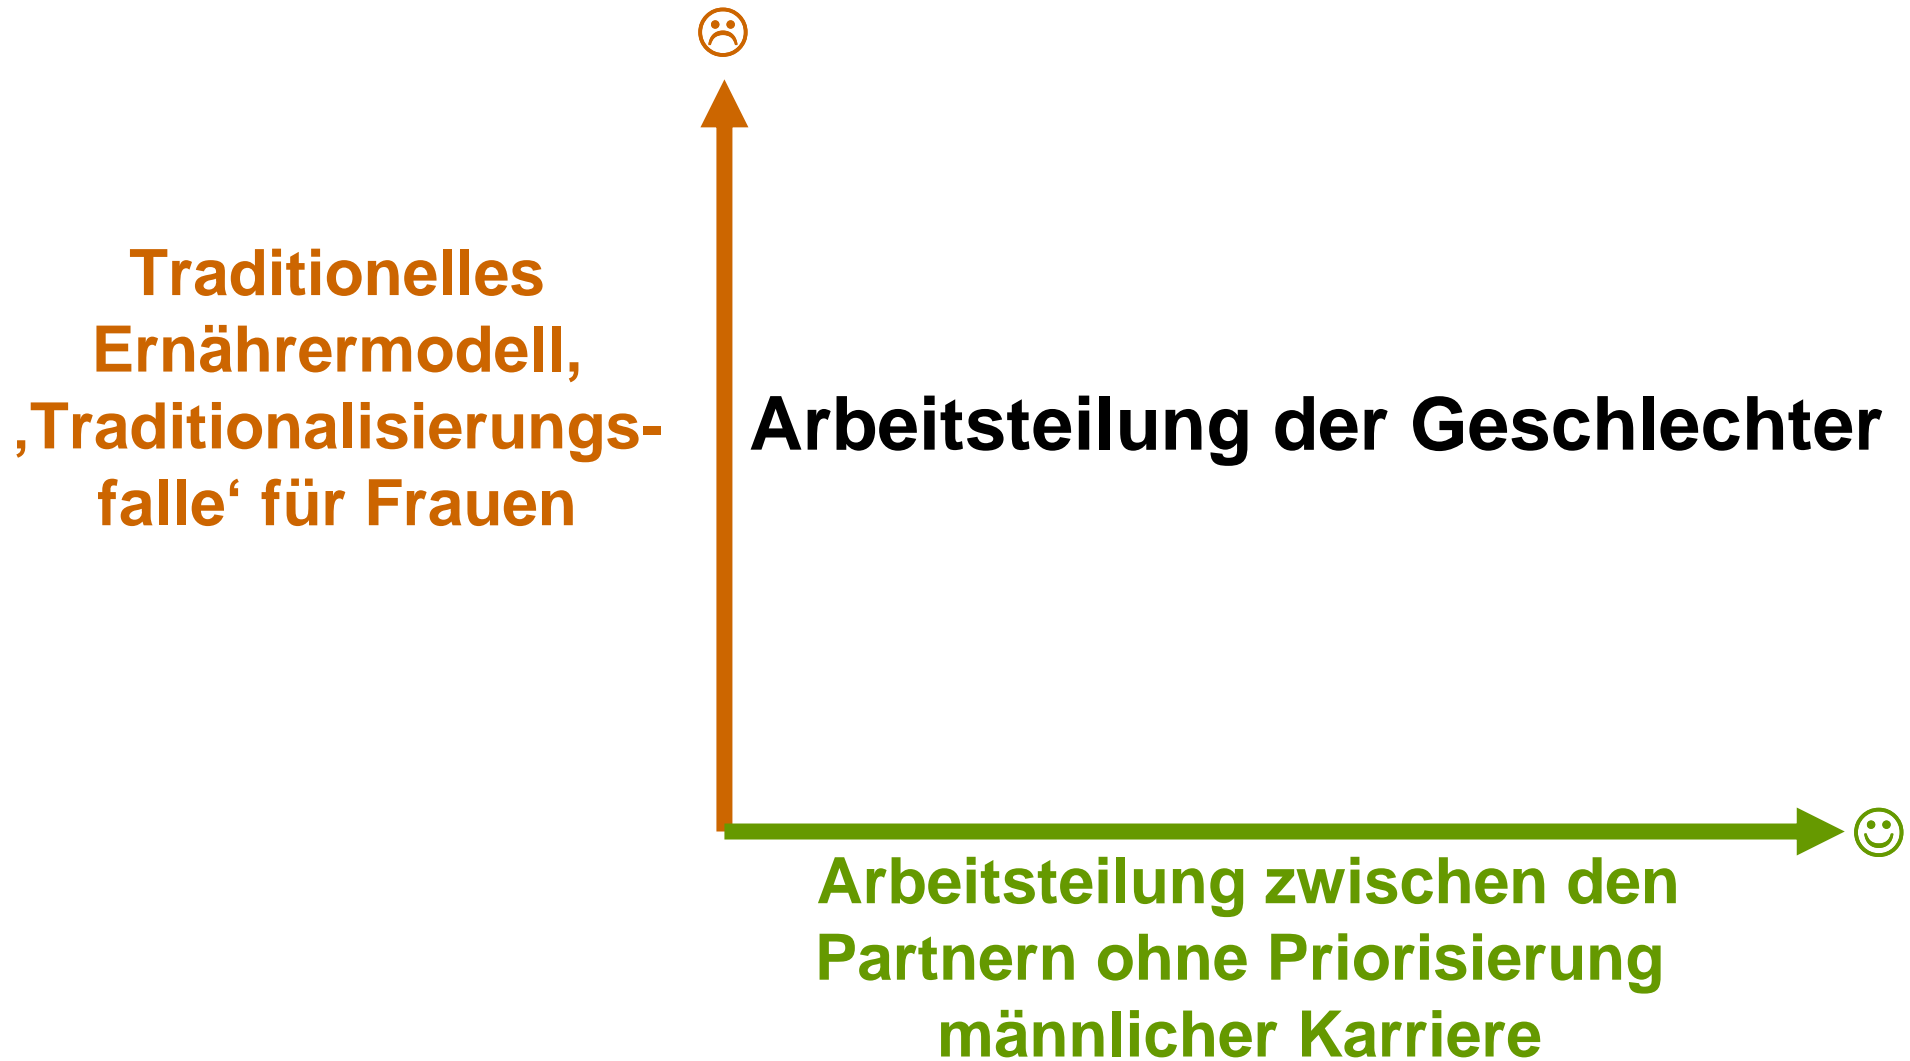 Traditionelles
Ernährermodell,
‚Traditionalisierungs-
falle‘ für Frauen
Arbeitsteilung der Geschlechter
Arbeitsteilung zwischen den
Partnern ohne Priorisierung
männlicher Karriere